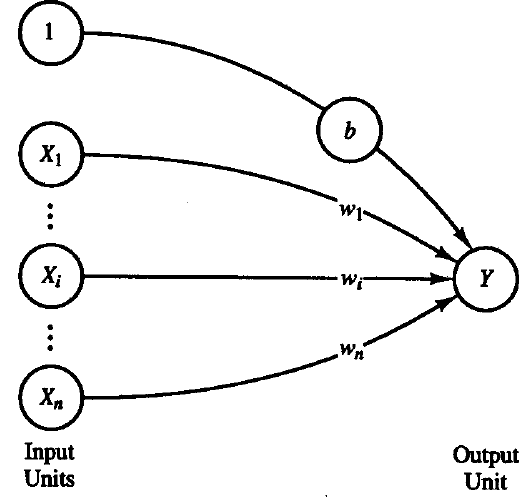 1
b
X₁
w₁
⋮
Xᵢ
wᵢ
Y
⋮
wₙ
Xₙ
Input
Units
Output
Unit